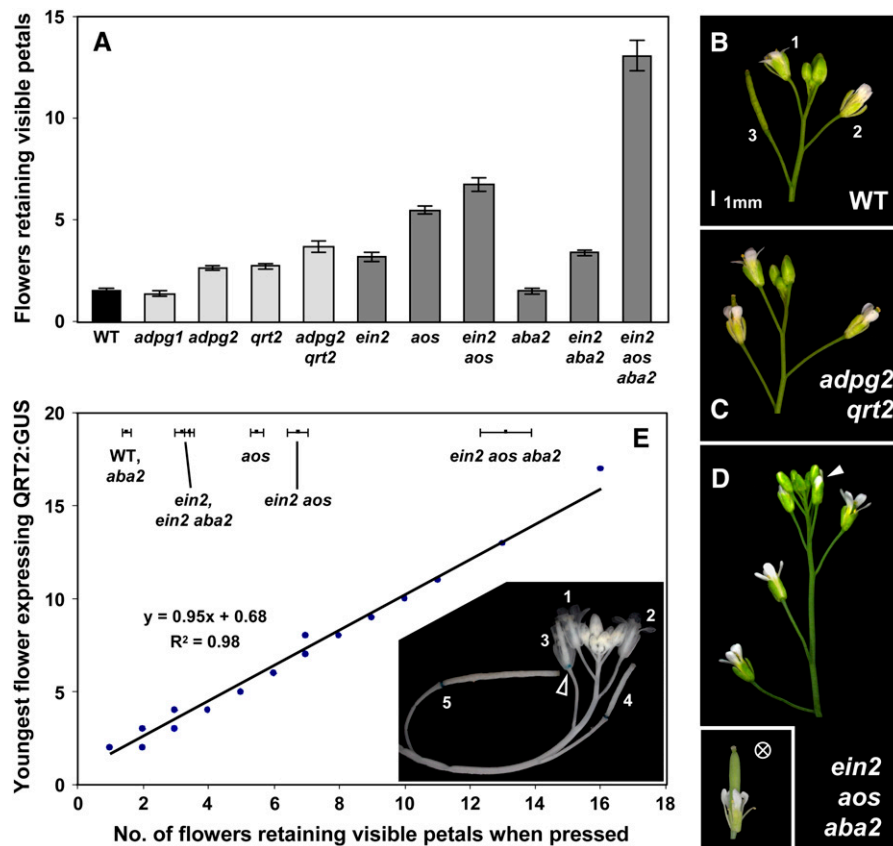 A
Flowers retaining visible petals
15
10
5
0
WT
adpg1
adpg2
qrt2
adpg2
qrt2
ein2
aos
ein2
aos
aba2
ein2
aba2
ein2
aos
aba2
B
1
2
3
1mm
WT
C
adpg2
qrt2
D
ein2
aos
aba2
E
Youngest flower expressing QRT2:GUS
20
15
10
5
0
WT,
aba2
ein2,
ein2 aba2
aos
ein2 aos
ein2 aos aba2
y = 0.95x + 0.68
R² = 0.98
1
2
3
4
5
0 2 4 6 8 10 12 14 16 18
No. of flowers retaining visible petals when pressed